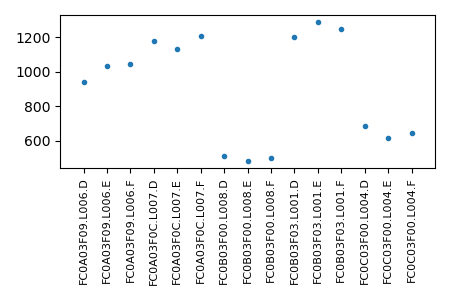 1200
1000
800
600
FC0A03F09.L006.D
FC0A03F09.L006.E
FC0A03F09.L006.F
FC0A03F0C.L007.D
FC0A03F0C.L007.E
FC0A03F0C.L007.F
FC0B03F00.L008.D
FC0B03F00.L008.E
FC0B03F00.L008.F
FC0B03F03.L001.D
FC0B03F03.L001.E
FC0B03F03.L001.F
FC0C03F00.L004.D
FC0C03F00.L004.E
FC0C03F00.L004.F